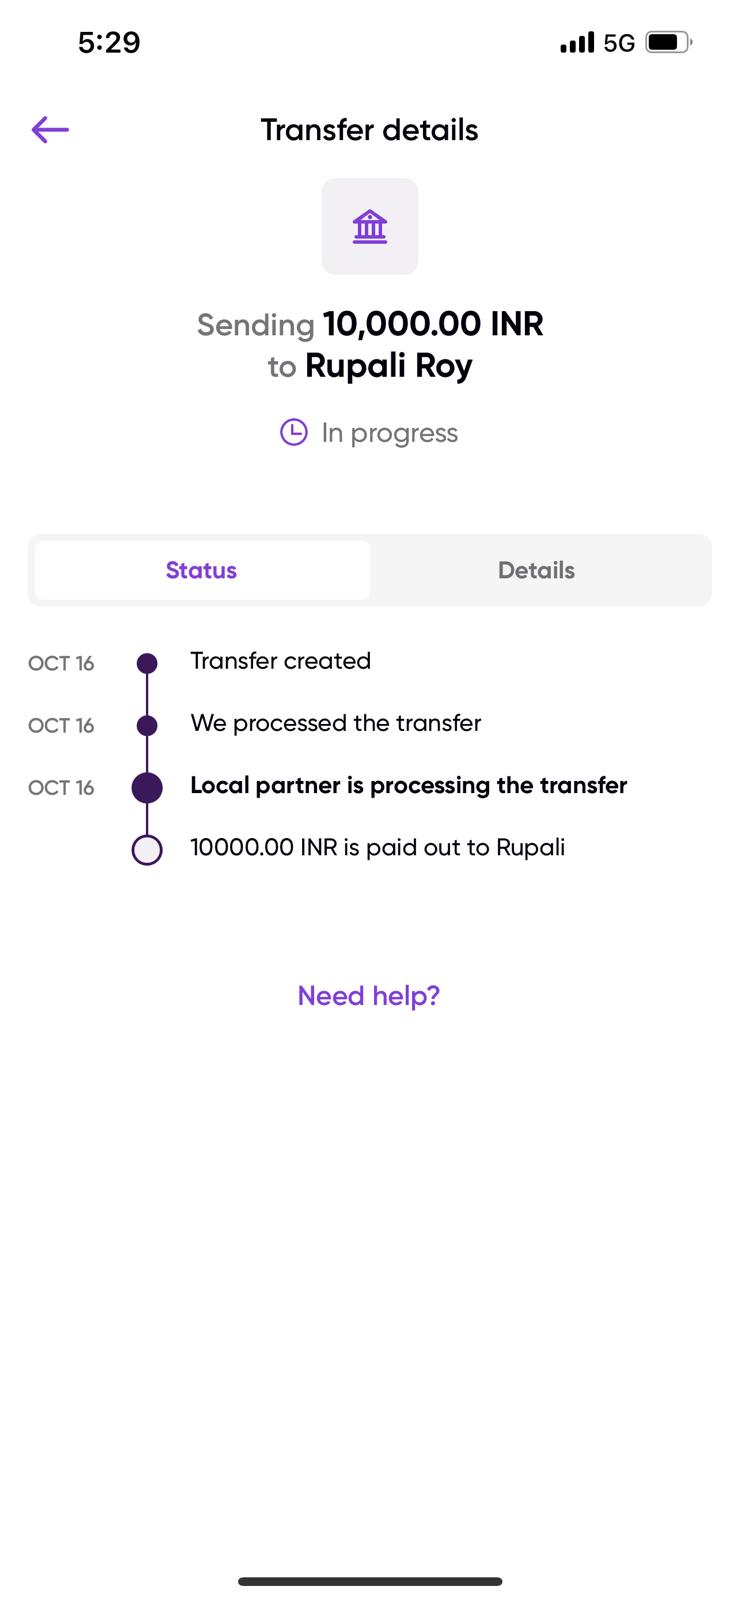 5:29
5G
Transfer details
Sending 10,000.00 INR
to Rupali Roy
In progress
Status
Details
OCT 16 Transfer created
OCT 16 We processed the transfer
OCT 16 Local partner is processing the transfer
10000.00 INR is paid out to Rupali
Need help?